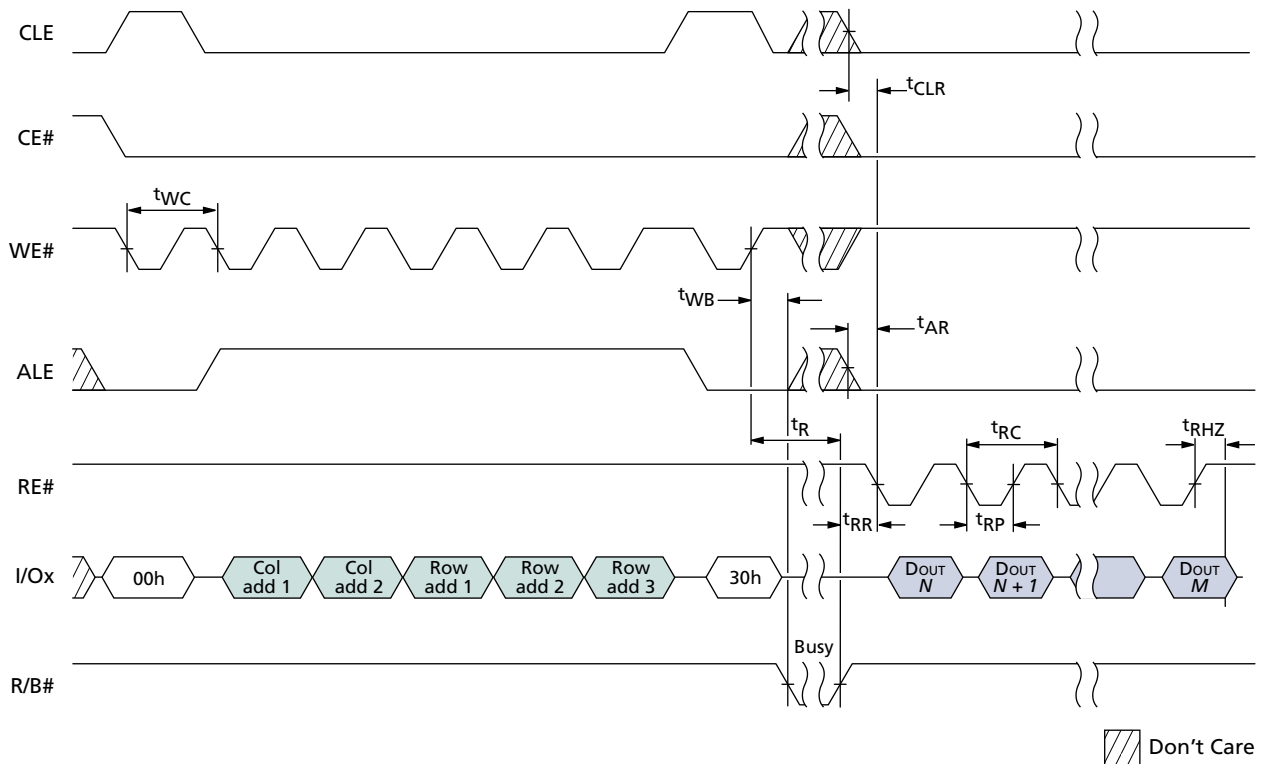 CLE
tCLR
CE#
tWC
WE#
tWB
tAR
ALE
tR
tRC
tRHZ
RE#
tRR
tRP
I/Ox
00h
Col
add 1
Col
add 2
Row
add 1
Row
add 2
Row
add 3
30h
DOUT
N
DOUT
N + 1
DOUT
M
Busy
R/B#
Don't Care